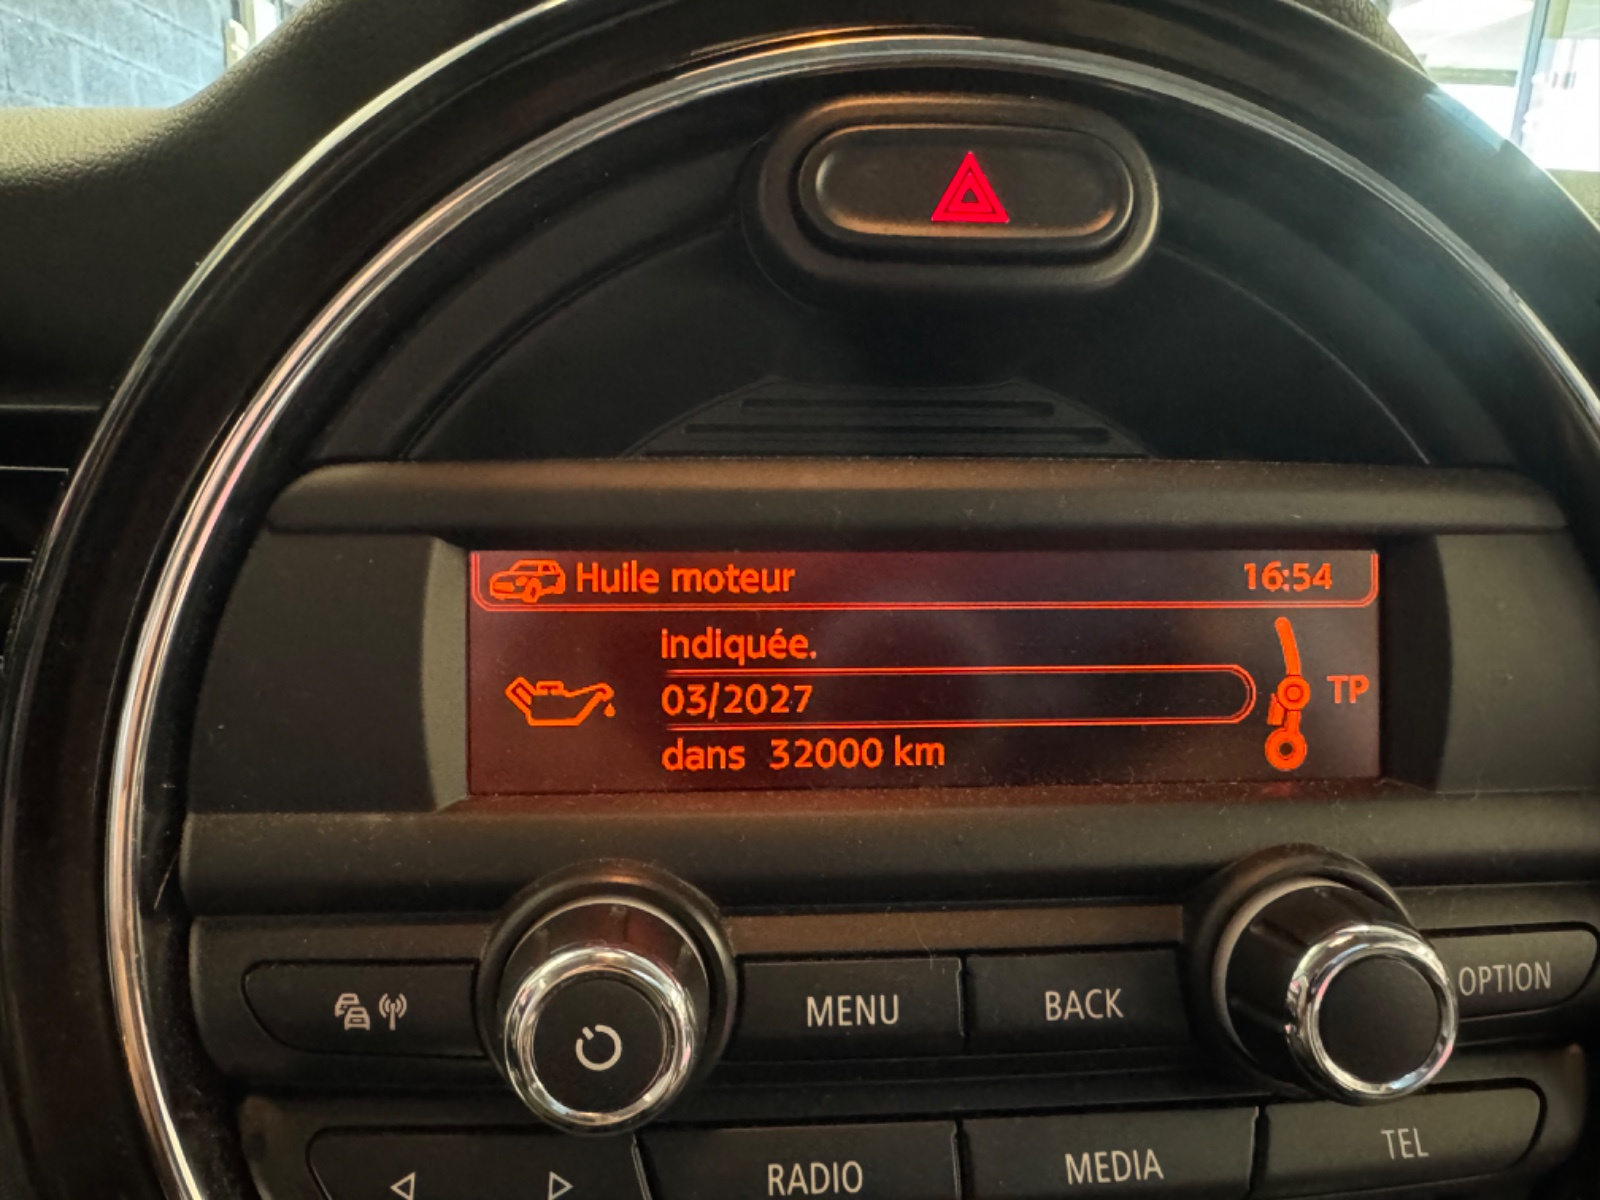 Huile moteur 16:54
indiquée.
03/2027 TP
dans 32000 km
MENU BACK OPTION
RADIO MEDIA TEL